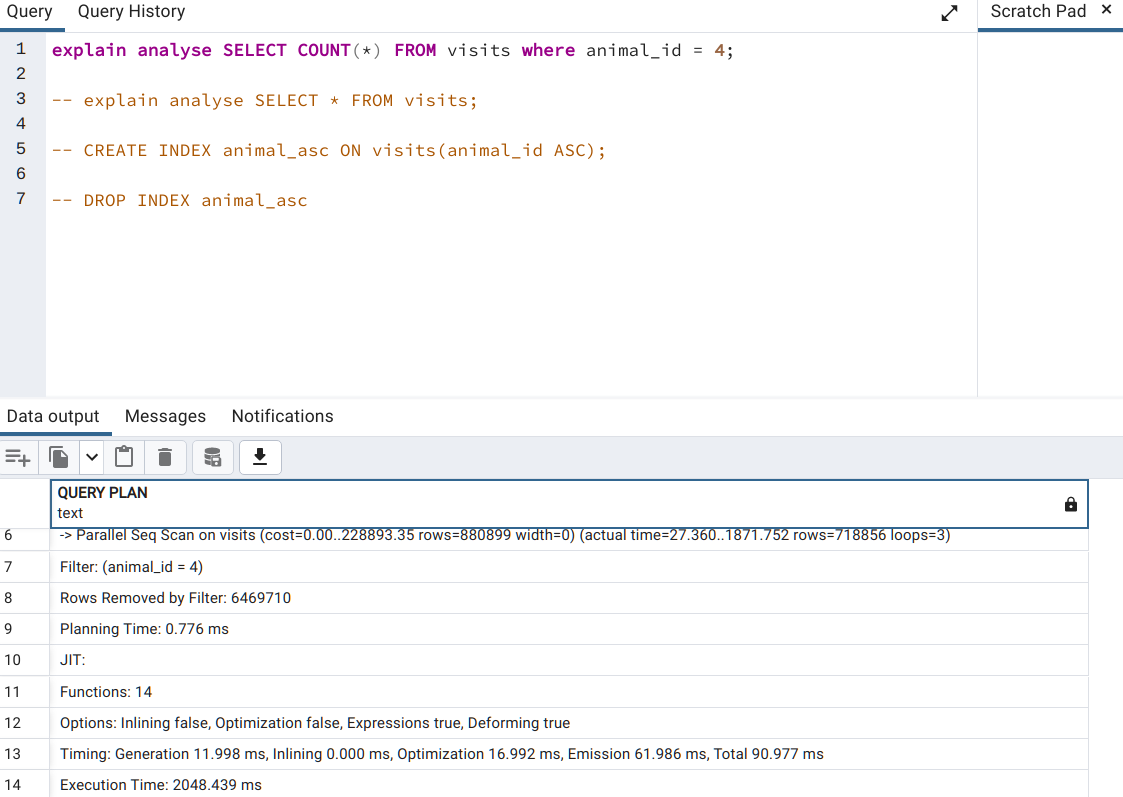 Query Query History Scratch Pad ×
1 explain analyse SELECT COUNT(*) FROM visits where animal_id = 4;
2
3 -- explain analyse SELECT * FROM visits;
4
5 -- CREATE INDEX animal_asc ON visits(animal_id ASC);
6
7 -- DROP INDEX animal_asc
Data output Messages Notifications
QUERY PLAN
text
6 -> Parallel Seq Scan on visits (cost=0.00..228893.35 rows=880899 width=0) (actual time=27.360..1871.752 rows=718856 loops=3)
7 Filter: (animal_id = 4)
8 Rows Removed by Filter: 6469710
9 Planning Time: 0.776 ms
10 JIT:
11 Functions: 14
12 Options: Inlining false, Optimization false, Expressions true, Deforming true
13 Timing: Generation 11.998 ms, Inlining 0.000 ms, Optimization 16.992 ms, Emission 61.986 ms, Total 90.977 ms
14 Execution Time: 2048.439 ms